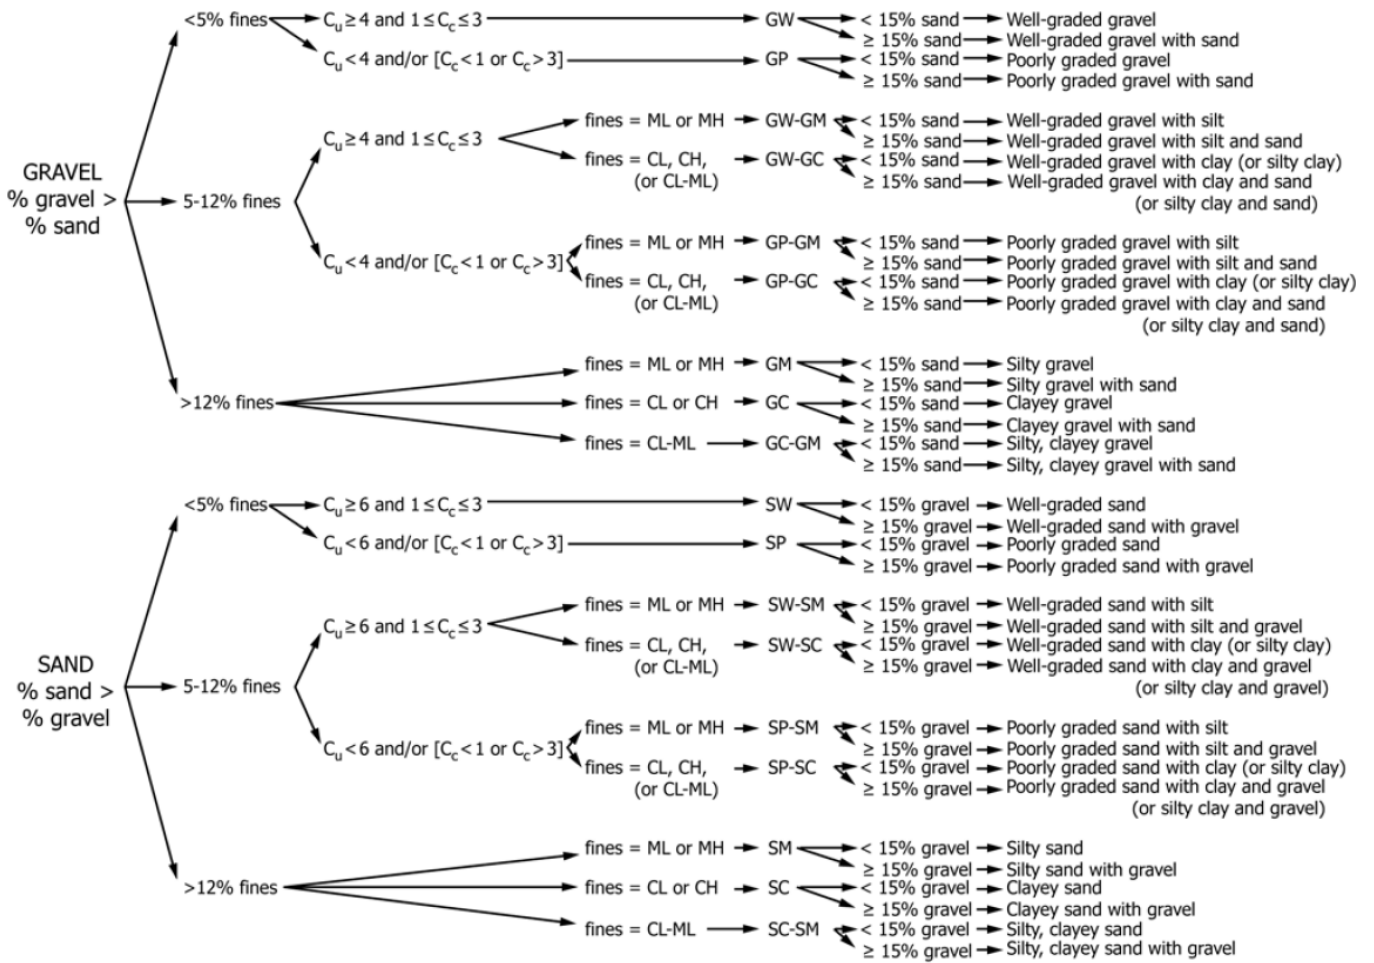 <5% fines Cu≥4 and 1≤Cc≤3 GW < 15% sand Well-graded gravel
≥ 15% sand Well-graded gravel with sand
Cu<4 and/or [Cc<1 or Cc>3] GP < 15% sand Poorly graded gravel
≥ 15% sand Poorly graded gravel with sand
fines = ML or MH GW-GM < 15% sand Well-graded gravel with silt
Cu≥4 and 1≤Cc≤3 ≥ 15% sand Well-graded gravel with silt and sand
fines = CL, CH, GW-GC < 15% sand Well-graded gravel with clay (or silty clay)
GRAVEL (or CL-ML) ≥ 15% sand Well-graded gravel with clay and sand
% gravel > 5-12% fines (or silty clay and sand)
% sand
fines = ML or MH GP-GM < 15% sand Poorly graded gravel with silt
Cu<4 and/or [Cc<1 or Cc>3] ≥ 15% sand Poorly graded gravel with silt and sand
fines = CL, CH, GP-GC < 15% sand Poorly graded gravel with clay (or silty clay)
(or CL-ML) ≥ 15% sand Poorly graded gravel with clay and sand
(or silty clay and sand)
fines = ML or MH GM < 15% sand Silty gravel
≥ 15% sand Silty gravel with sand
>12% fines fines = CL or CH GC < 15% sand Clayey gravel
≥ 15% sand Clayey gravel with sand
fines = CL-ML GC-GM < 15% sand Silty, clayey gravel
≥ 15% sand Silty, clayey gravel with sand
<5% fines Cu≥6 and 1≤Cc≤3 SW < 15% gravel Well-graded sand
≥ 15% gravel Well-graded sand with gravel
Cu<6 and/or [Cc<1 or Cc>3] SP < 15% gravel Poorly graded sand
≥ 15% gravel Poorly graded sand with gravel
fines = ML or MH SW-SM < 15% gravel Well-graded sand with silt
Cu≥6 and 1≤Cc≤3 ≥ 15% gravel Well-graded sand with silt and gravel
fines = CL, CH, SW-SC < 15% gravel Well-graded sand with clay (or silty clay)
SAND (or CL-ML) ≥ 15% gravel Well-graded sand with clay and gravel
% sand > 5-12% fines (or silty clay and gravel)
% gravel
fines = ML or MH SP-SM < 15% gravel Poorly graded sand with silt
Cu<6 and/or [Cc<1 or Cc>3] ≥ 15% gravel Poorly graded sand with silt and gravel
fines = CL, CH, SP-SC < 15% gravel Poorly graded sand with clay (or silty clay)
(or CL-ML) ≥ 15% gravel Poorly graded sand with clay and gravel
(or silty clay and gravel)
fines = ML or MH SM < 15% gravel Silty sand
≥ 15% gravel Silty sand with gravel
>12% fines fines = CL or CH SC < 15% gravel Clayey sand
≥ 15% gravel Clayey sand with gravel
fines = CL-ML SC-SM < 15% gravel Silty, clayey sand
≥ 15% gravel Silty, clayey sand with gravel